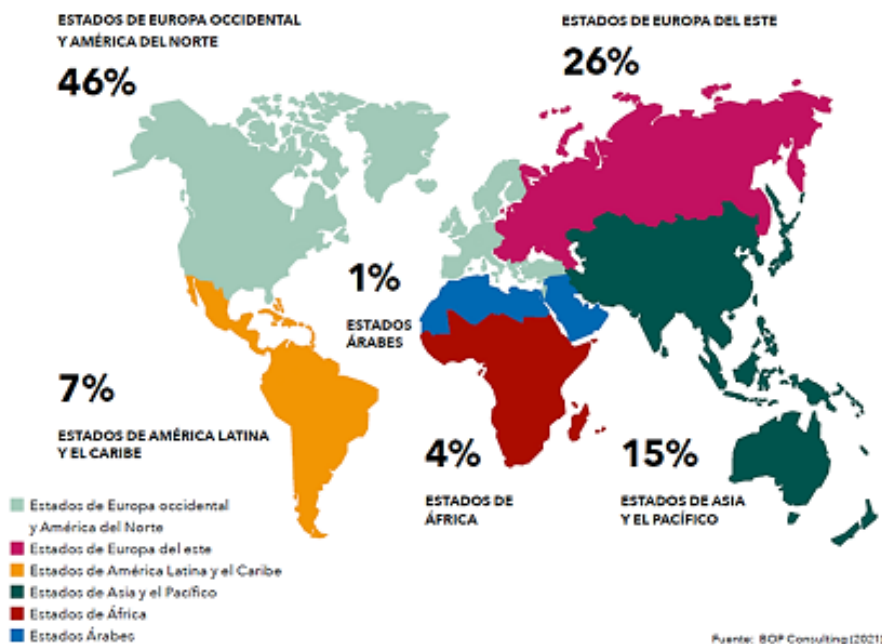 ESTADOS DE EUROPA OCCIDENTAL
Y AMÉRICA DEL NORTE
46%
ESTADOS DE EUROPA DEL ESTE
26%
1%
ESTADOS
ÁRABES
7%
ESTADOS DE AMÉRICA LATINA
Y EL CARIBE
4%
ESTADOS DE
ÁFRICA
15%
ESTADOS DE ASIA
Y EL PACÍFICO
Estados de Europa occidental
y América del Norte
Estados de Europa del este
Estados de América Latina y el Caribe
Estados de Asia y el Pacífico
Estados de África
Estados Árabes
Fuente: BOP Consulting (2021)